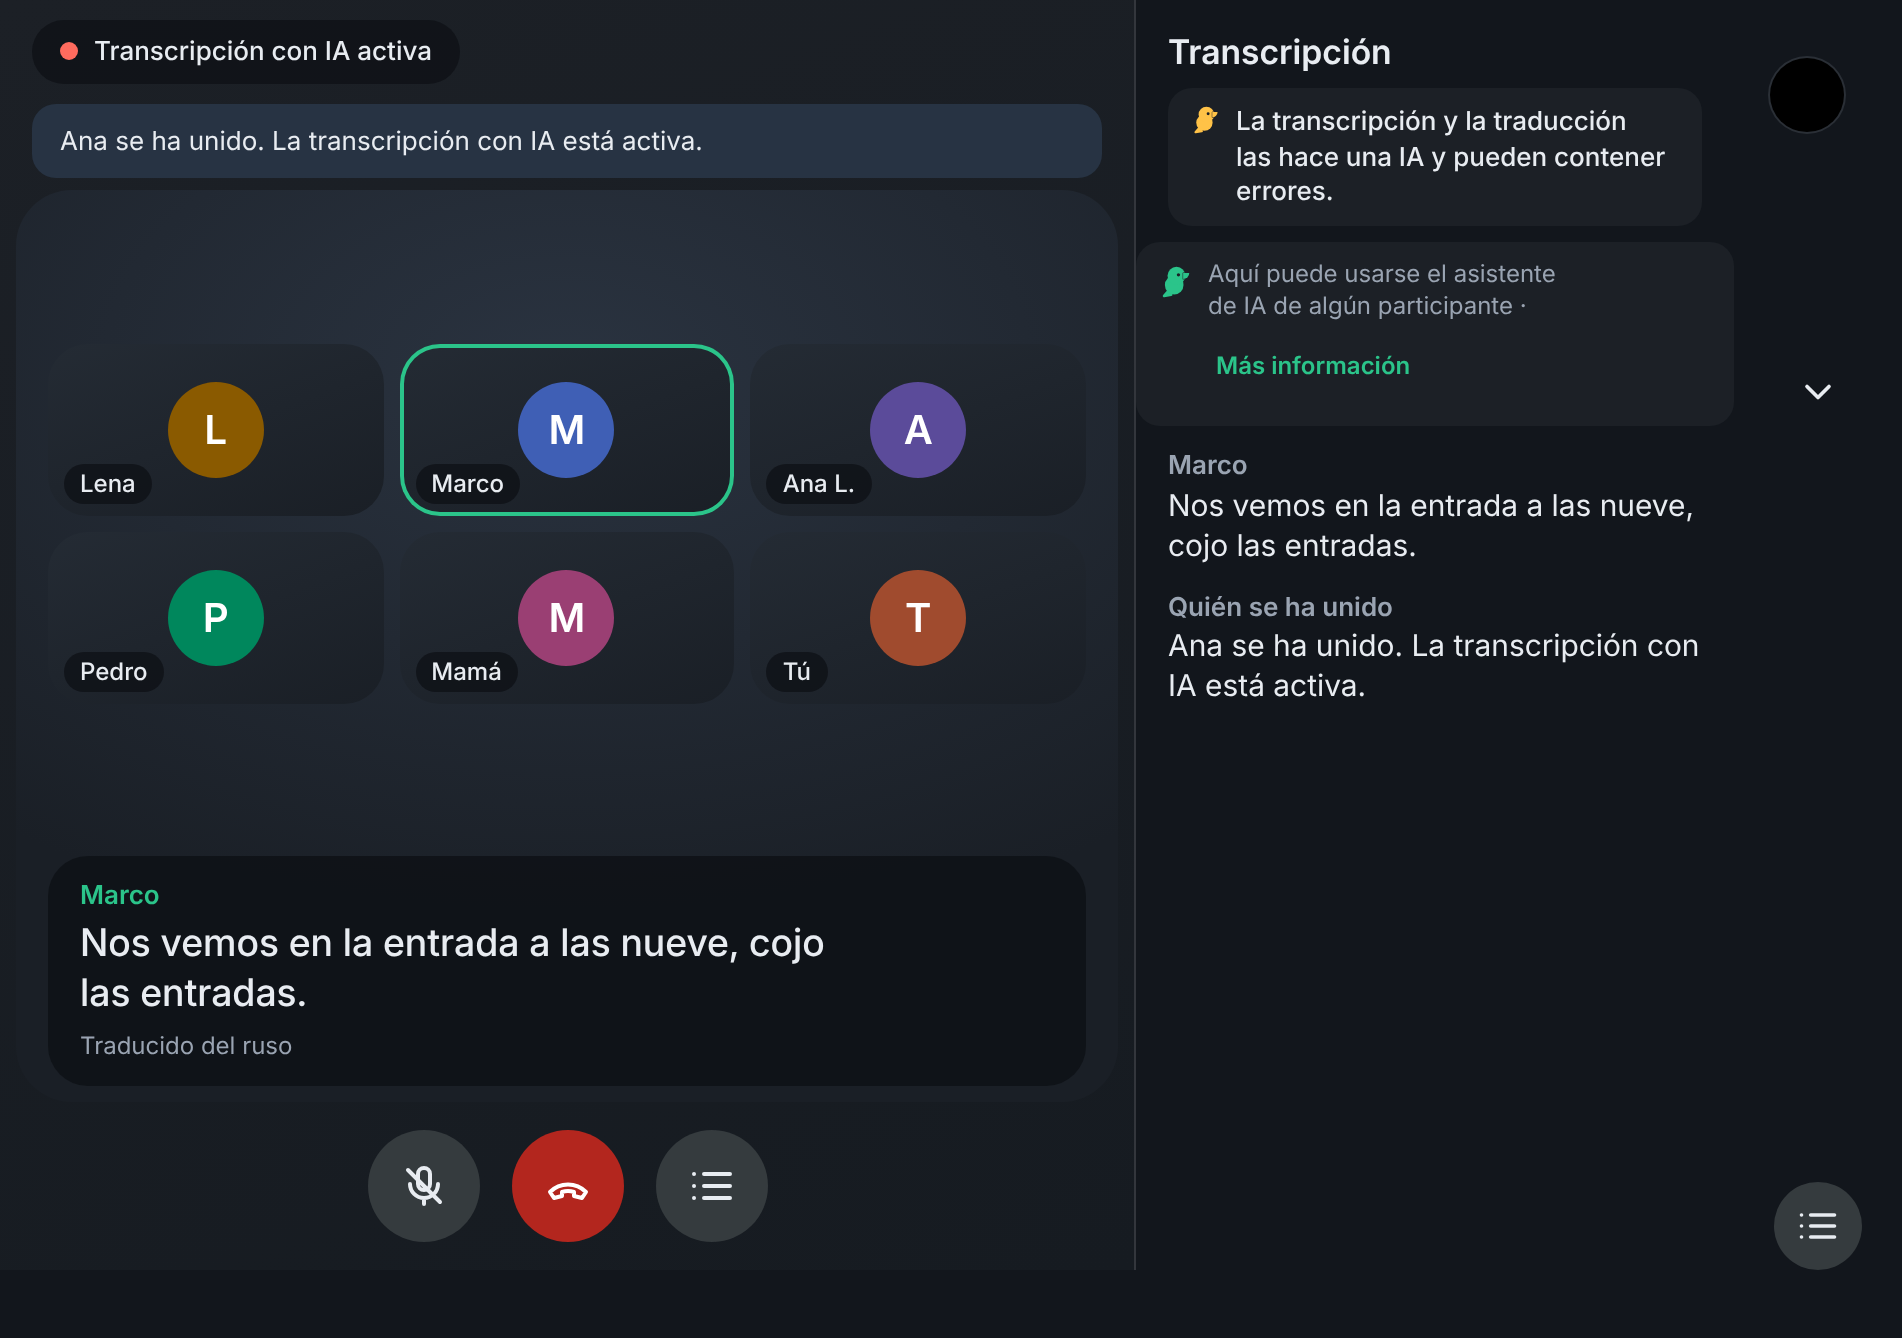 Transcripción con IA activa
Ana se ha unido. La transcripción con IA está activa.
L
Lena
M
Marco
A
Ana L.
P
Pedro
M
Mamá
T
Tú
Marco
Nos vemos en la entrada a las nueve, cojo
las entradas.
Traducido del ruso
Transcripción
La transcripción y la traducción
las hace una IA y pueden contener
errores.
Aquí puede usarse el asistente
de IA de algún participante ·
Más información
Marco
Nos vemos en la entrada a las nueve,
cojo las entradas.
Quién se ha unido
Ana se ha unido. La transcripción con
IA está activa.